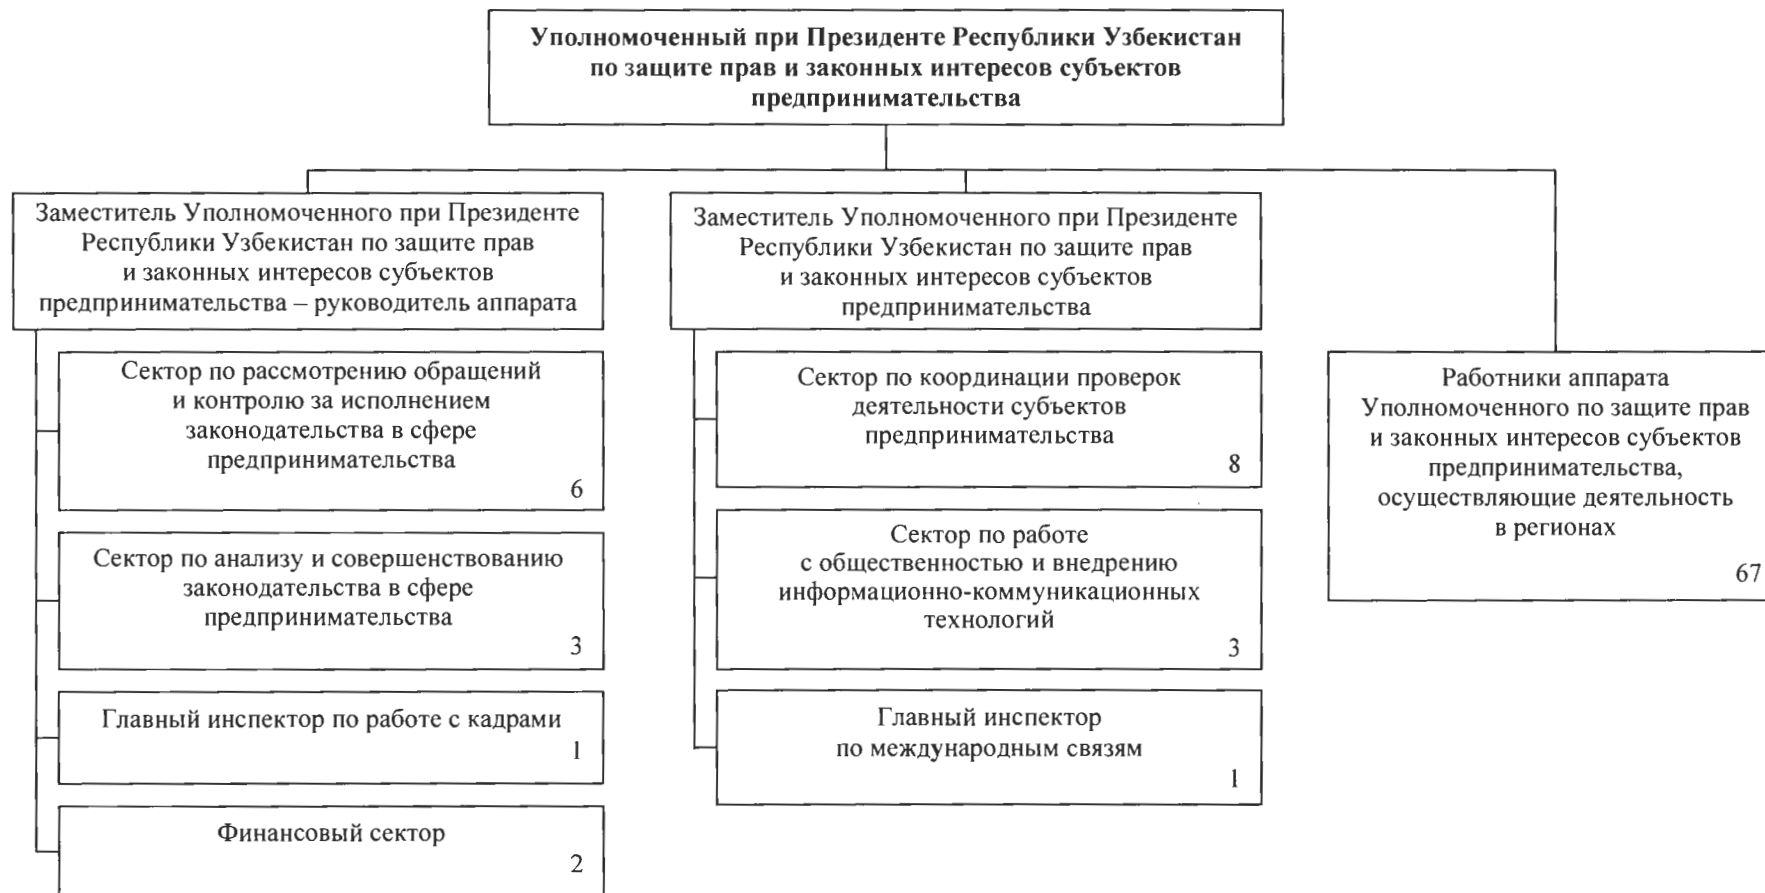 Уполномоченный при Президенте Республики Узбекистан
по защите прав и законных интересов субъектов
предпринимательства
Заместитель Уполномоченного при Президенте
Республики Узбекистан по защите прав
и законных интересов субъектов
предпринимательства – руководитель аппарата
Сектор по рассмотрению обращений
и контролю за исполнением
законодательства в сфере
предпринимательства
6
Сектор по анализу и совершенствованию
законодательства в сфере
предпринимательства
3
Главный инспектор по работе с кадрами
1
Финансовый сектор
2
Заместитель Уполномоченного при Президенте
Республики Узбекистан по защите прав
и законных интересов субъектов
предпринимательства
Сектор по координации проверок
деятельности субъектов
предпринимательства
8
Сектор по работе
с общественностью и внедрению
информационно-коммуникационных
технологий
3
Главный инспектор
по международным связям
1
Работники аппарата
Уполномоченного по защите прав
и законных интересов субъектов
предпринимательства,
осуществляющие деятельность
в регионах
67